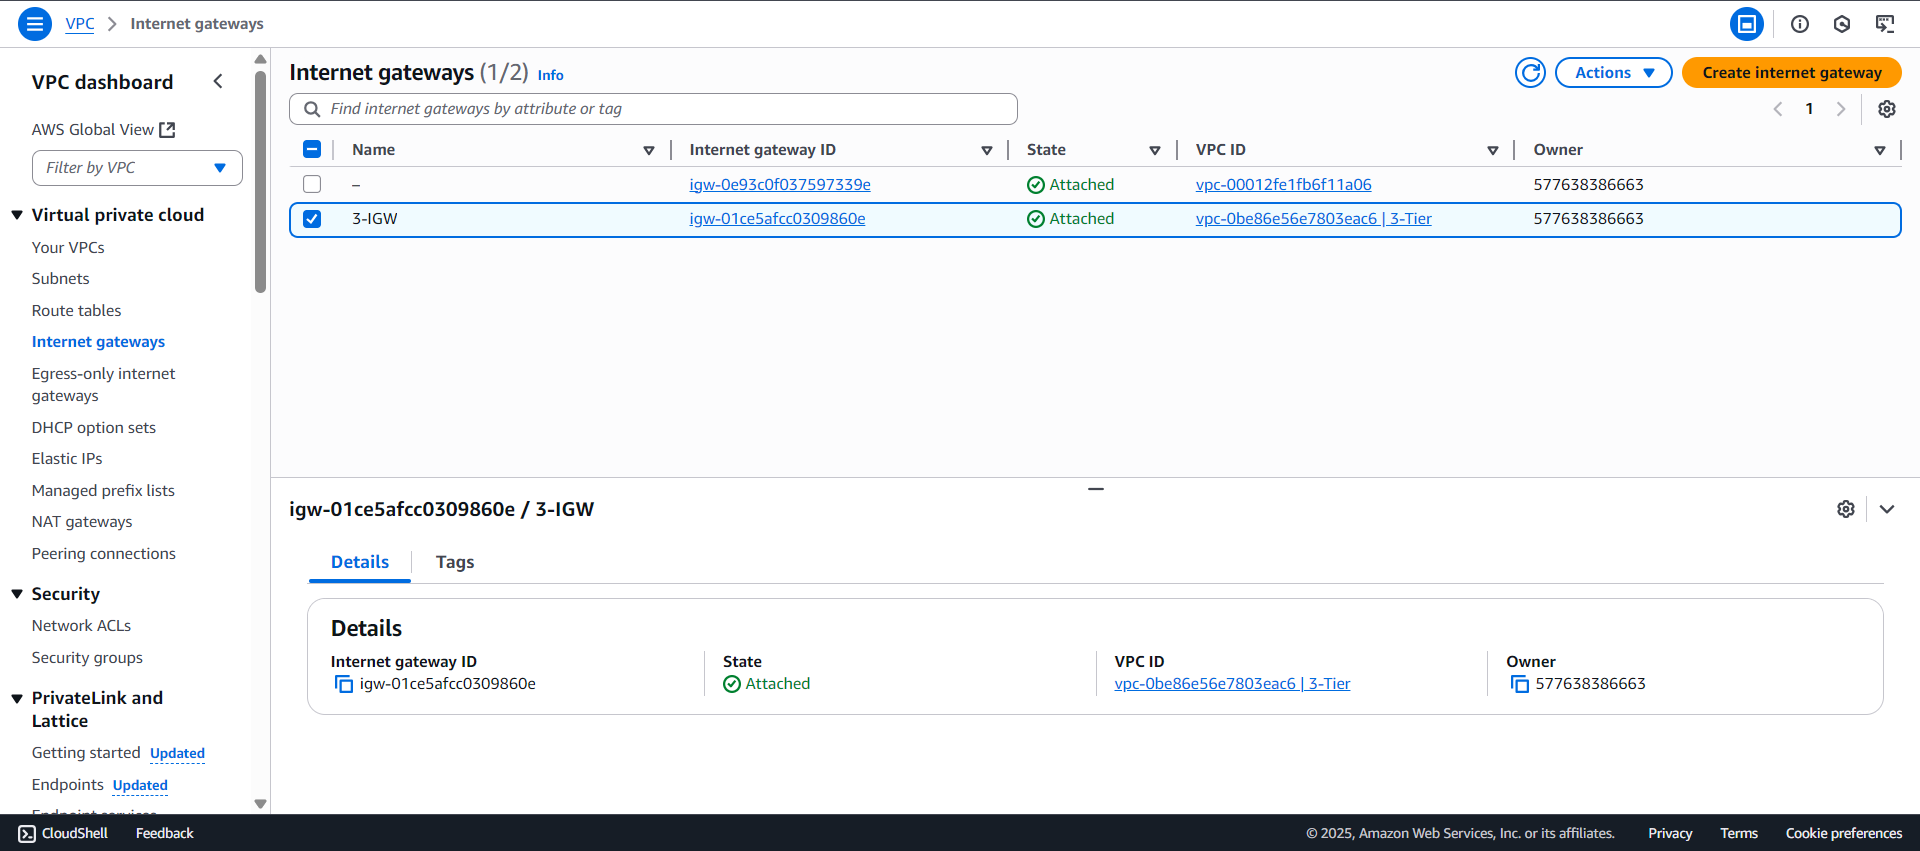 VPC > Internet gateways
VPC dashboard
AWS Global View
Filter by VPC
Virtual private cloud
Your VPCs
Subnets
Route tables
Internet gateways
Egress-only internet
gateways
DHCP option sets
Elastic IPs
Managed prefix lists
NAT gateways
Peering connections
Security
Network ACLs
Security groups
PrivateLink and
Lattice
Getting started Updated
Endpoints Updated
Endpoint services
Internet gateways (1/2) Info
Actions
Create internet gateway
Find internet gateways by attribute or tag
1
Name Internet gateway ID State VPC ID Owner
– igw-0e93c0f037597339e Attached vpc-00012fe1fb6f11a06 577638386663
3-IGW igw-01ce5afcc0309860e Attached vpc-0be86e56e7803eac6 | 3-Tier 577638386663
igw-01ce5afcc0309860e / 3-IGW
Details Tags
Details
Internet gateway ID State VPC ID Owner
igw-01ce5afcc0309860e Attached vpc-0be86e56e7803eac6 | 3-Tier 577638386663
CloudShell Feedback © 2025, Amazon Web Services, Inc. or its affiliates. Privacy Terms Cookie preferences